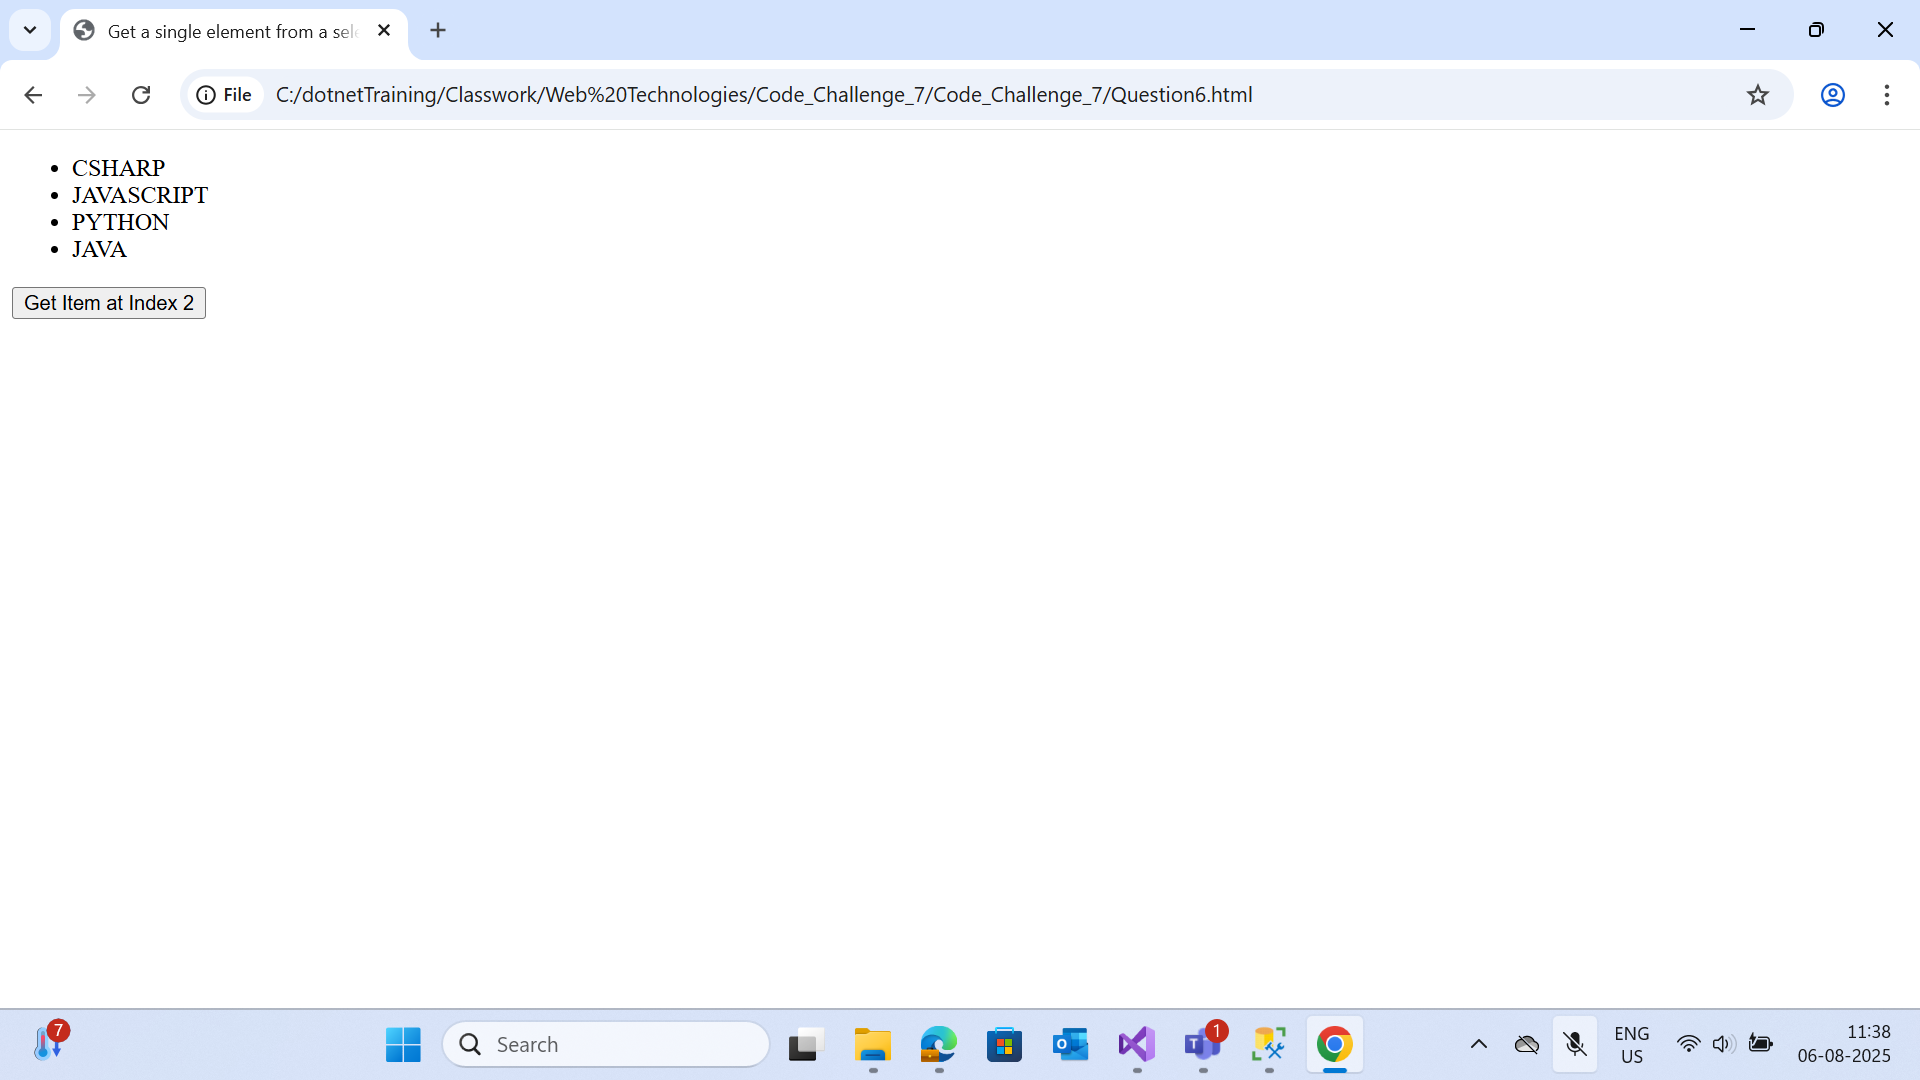 Get a single element from a sel
File
C:/dotnetTraining/Classwork/Web%20Technologies/Code_Challenge_7/Code_Challenge_7/Question6.html
CSHARP
JAVASCRIPT
PYTHON
JAVA
Get Item at Index 2
7
Search
1
ENG
US
11:38
06-08-2025